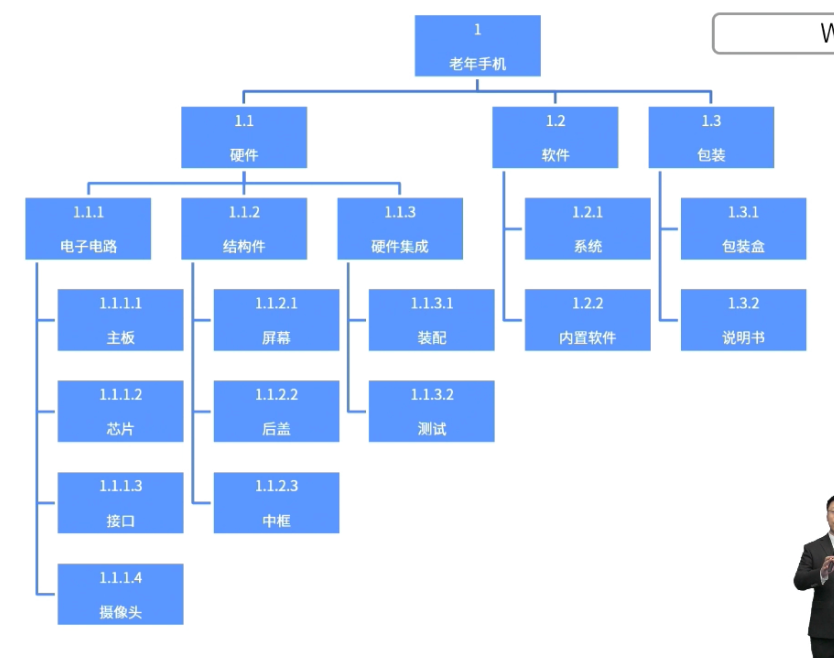 1
老年手机
W
1.1
硬件
1.2
软件
1.3
包装
1.1.1
电子电路
1.1.2
结构件
1.1.3
硬件集成
1.2.1
系统
1.3.1
包装盒
1.1.1.1
主板
1.1.2.1
屏幕
1.1.3.1
装配
1.2.2
内置软件
1.3.2
说明书
1.1.1.2
芯片
1.1.2.2
后盖
1.1.3.2
测试
1.1.1.3
接口
1.1.2.3
中框
1.1.1.4
摄像头